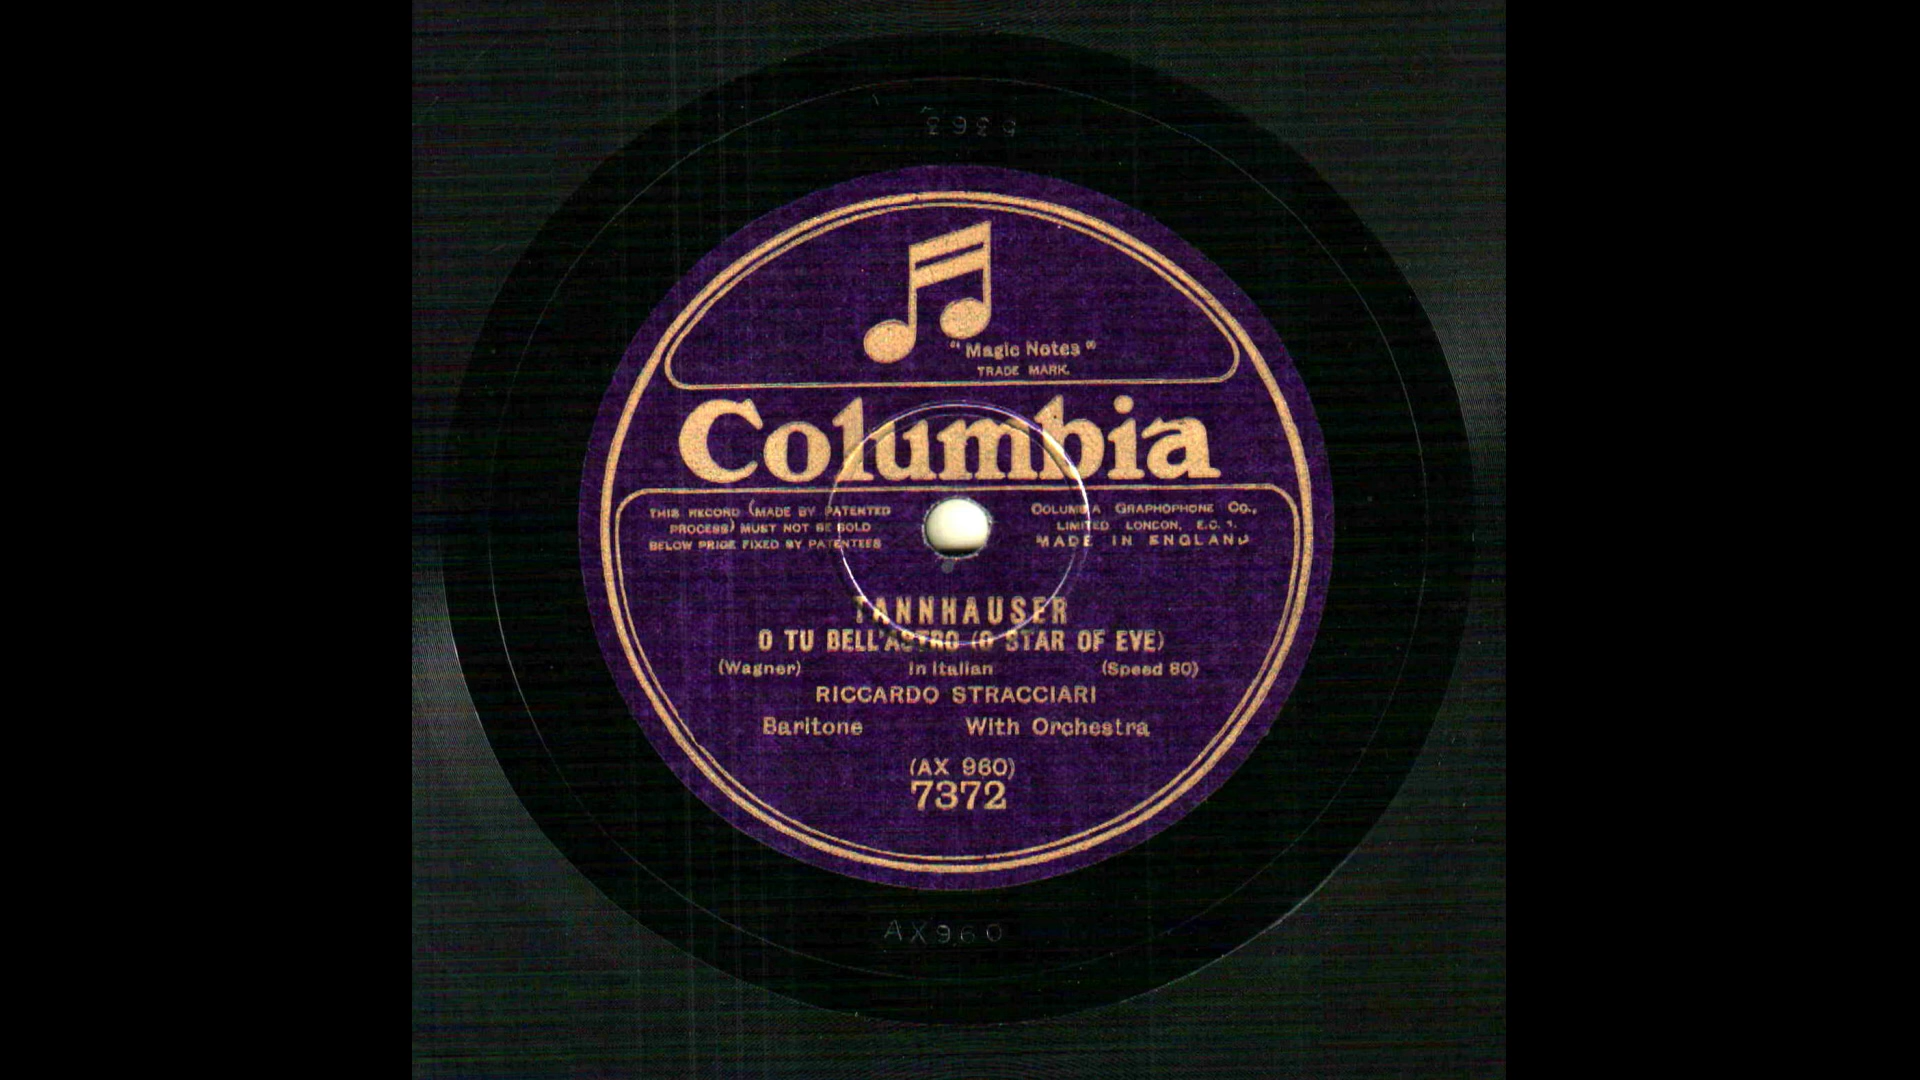 5363
"Magic Notes"
TRADE MARK.
Columbia
THIS RECORD (MADE BY PATENTED
PROCESS) MUST NOT BE SOLD
BELOW PRICE FIXED BY PATENTEES
COLUMBIA GRAPHOPHONE CO.,
LIMITED LONDON, E.C. 1.
MADE IN ENGLAND
TANNHAUSER
O TU BELL'ASTRO (O STAR OF EVE)
(Wagner) In Italian (Speed 80)
RICCARDO STRACCIARI
Baritone With Orchestra
(AX 960)
7372
AX960